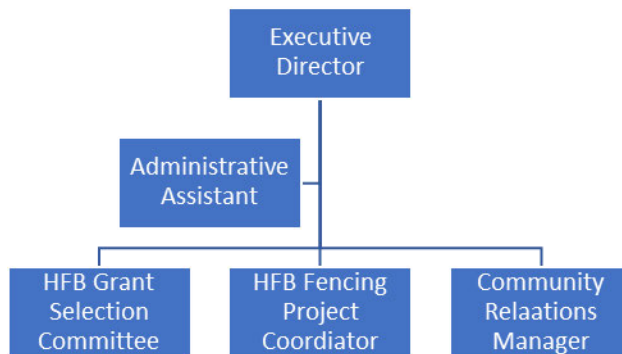 Executive
Director
Administrative
Assistant
HFB Grant
Selection
Committee
HFB Fencing
Project
Coordiator
Community
Relaations
Manager